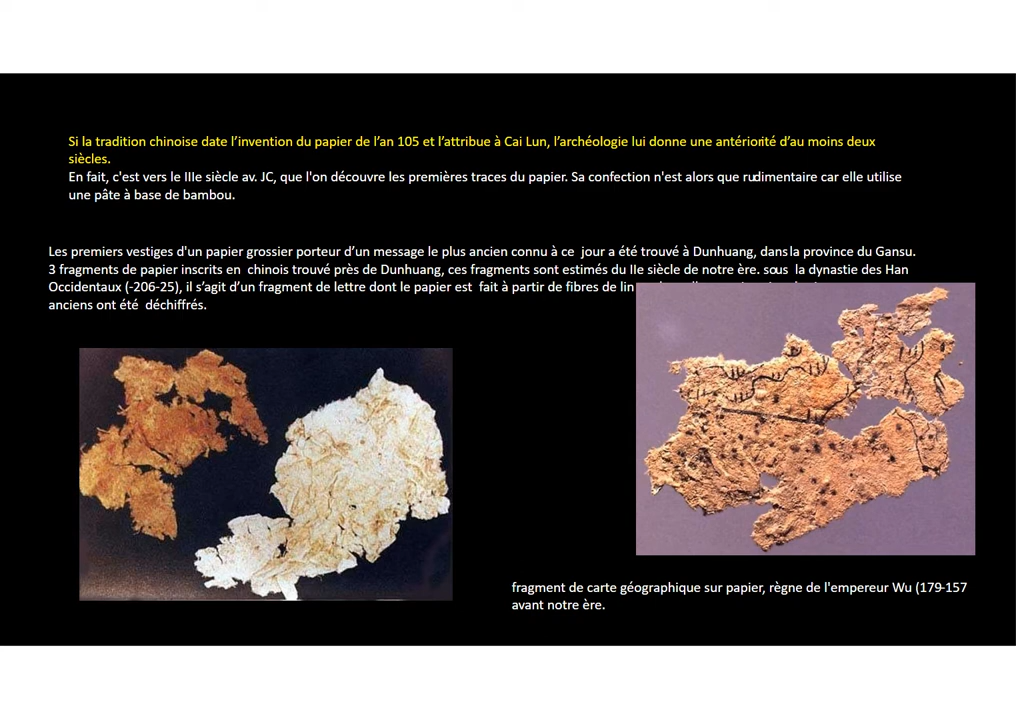 Si la tradition chinoise date l’invention du papier de l’an 105 et l’attribue à Cai Lun, l’archéologie lui donne une antériorité d’au moins deux
siècles.
En fait, c'est vers le IIIe siècle av. JC, que l'on découvre les premières traces du papier. Sa confection n'est alors que rudimentaire car elle utilise
une pâte à base de bambou.
Les premiers vestiges d'un papier grossier porteur d’un message le plus ancien connu à ce jour a été trouvé à Dunhuang, dans la province du Gansu.
3 fragments de papier inscrits en chinois trouvé près de Dunhuang, ces fragments sont estimés du IIe siècle de notre ère. sous la dynastie des Han
Occidentaux (-206-25), il s’agit d’un fragment de lettre dont le papier est fait à partir de fibres de lin
anciens ont été déchiffrés.
fragment de carte géographique sur papier, règne de l'empereur Wu (179-157
avant notre ère.